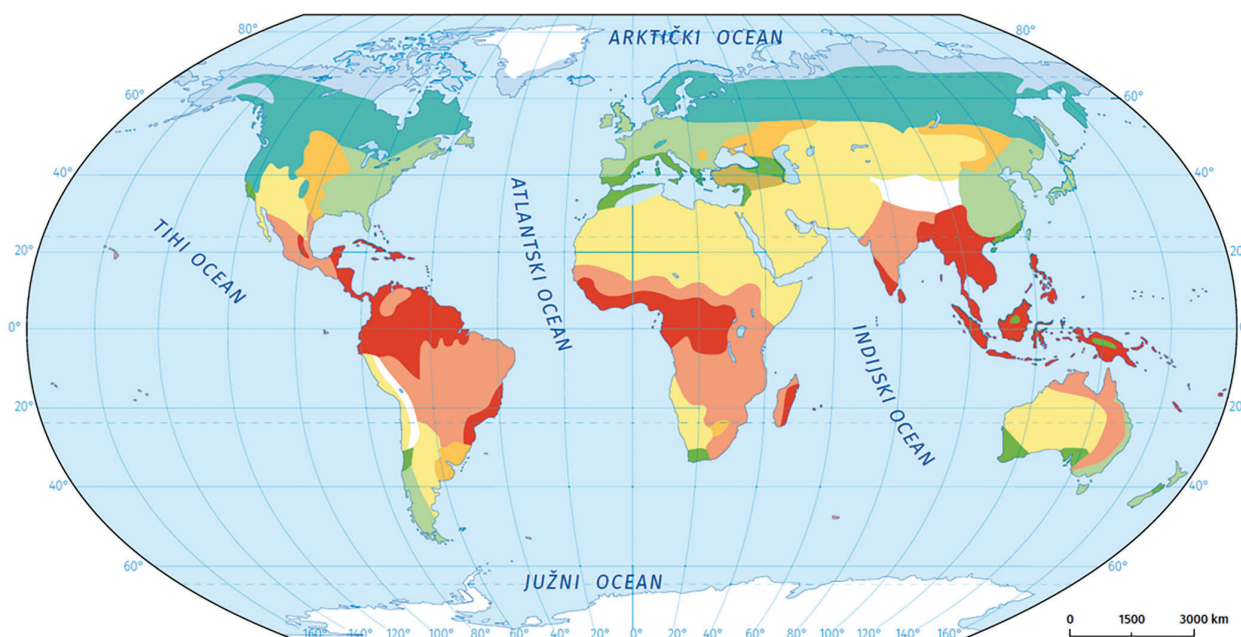 80° 80°
ARKTIČKI OCEAN
60° 60°
40° 40°
TIHI OCEAN
ATLANTSKI OCEAN
20° 20
0° 0
INDIJSKI OCEAN
20° 20
40° 40°
60° 60°
JUŽNI OCEAN
160° 140° 120° 100° 80° 60° 40° 20° 0° 20° 40° 60° 80° 100° 120° 140° 160°
0 1500 3000 km